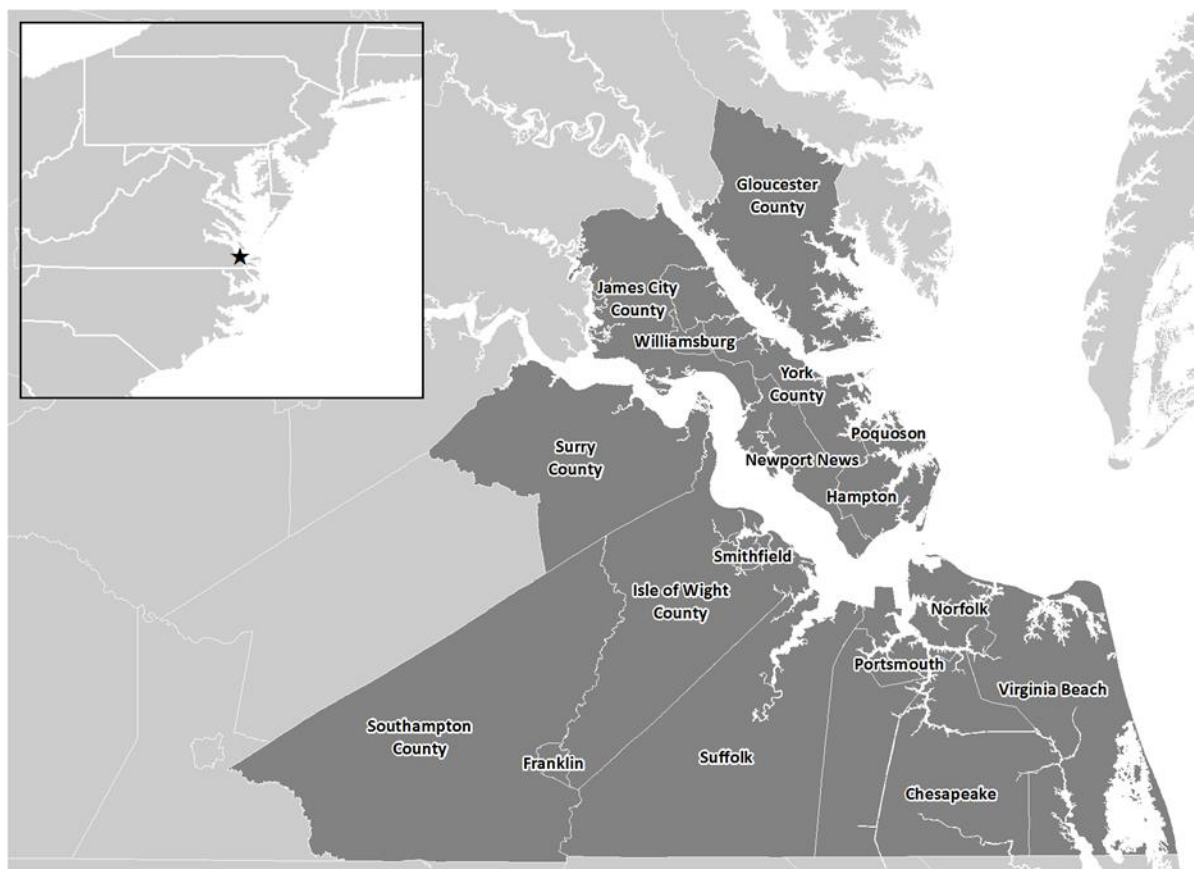 Gloucester
County
James City
County
Williamsburg
York
County
Poquoson
Surry
County
Newport News
Hampton
Smithfield
Isle of Wight
County
Norfolk
Portsmouth
Virginia Beach
Southampton
County
Franklin
Suffolk
Chesapeake